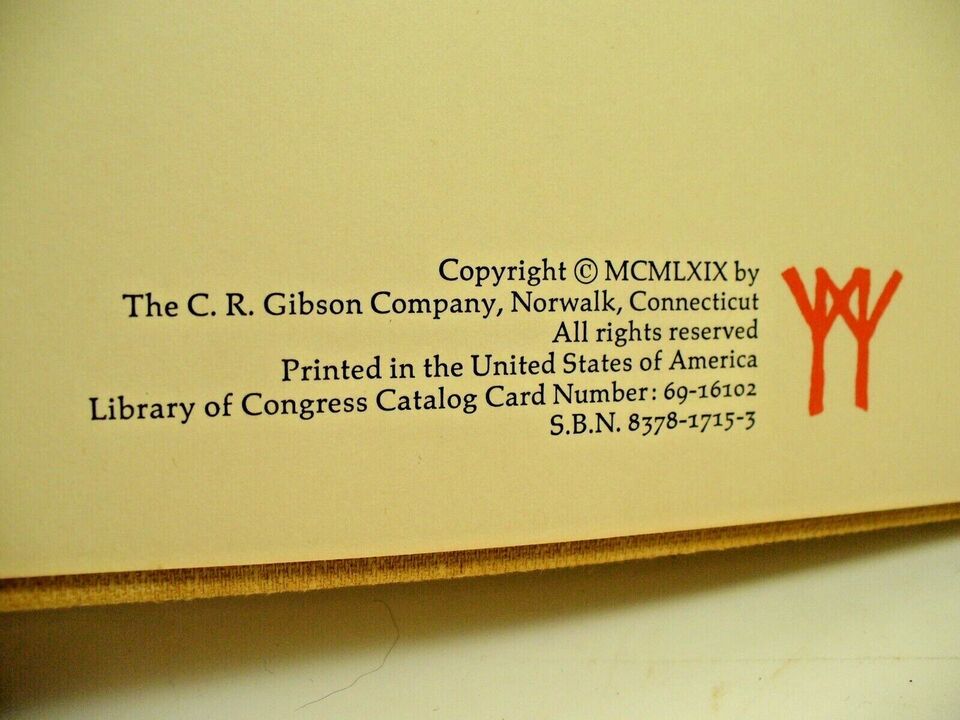 Copyright © MCMLXIX by
The C. R. Gibson Company, Norwalk, Connecticut
All rights reserved
Printed in the United States of America
Library of Congress Catalog Card Number: 69-16102
S.B.N. 8378-1715-3